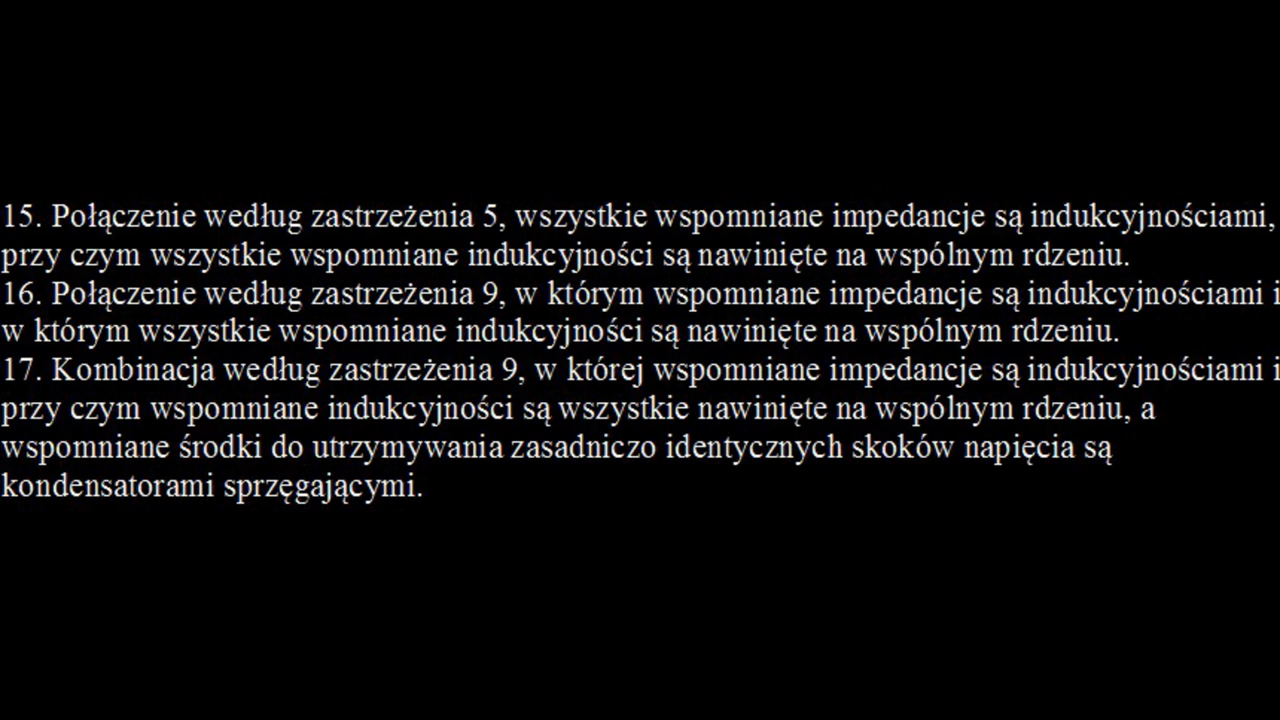 15. Połączenie według zastrzeżenia 5, wszystkie wspomniane impedancje są indukcyjnościami,
przy czym wszystkie wspomniane indukcyjności są nawinięte na wspólnym rdzeniu.
16. Połączenie według zastrzeżenia 9, w którym wspomniane impedancje są indukcyjnościami i
w którym wszystkie wspomniane indukcyjności są nawinięte na wspólnym rdzeniu.
17. Kombinacja według zastrzeżenia 9, w której wspomniane impedancje są indukcyjnościami i
przy czym wspomniane indukcyjności są wszystkie nawinięte na wspólnym rdzeniu, a
wspomniane środki do utrzymywania zasadniczo identycznych skoków napięcia są
kondensatorami sprzęgającymi.